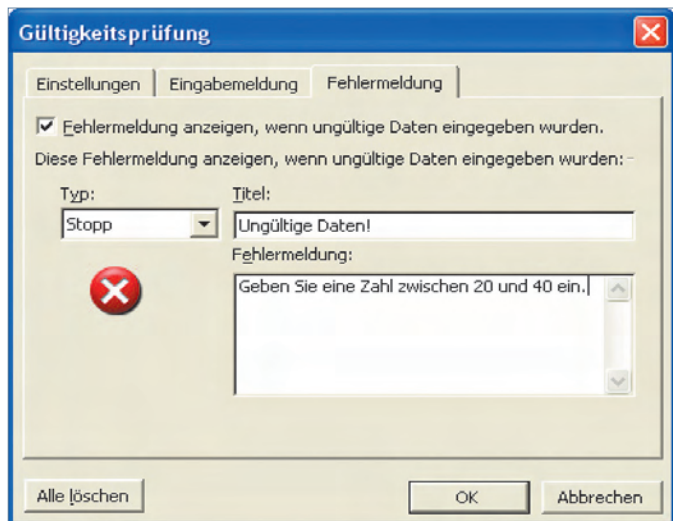 Gültigkeitsprüfung
Einstellungen Eingabemeldung Fehlermeldung
Fehlermeldung anzeigen, wenn ungültige Daten eingegeben wurden.
Diese Fehlermeldung anzeigen, wenn ungültige Daten eingegeben wurden:
Typ: Titel:
Stopp Ungültige Daten!
Fehlermeldung:
Geben Sie eine Zahl zwischen 20 und 40 ein.
Alle löschen OK Abbrechen